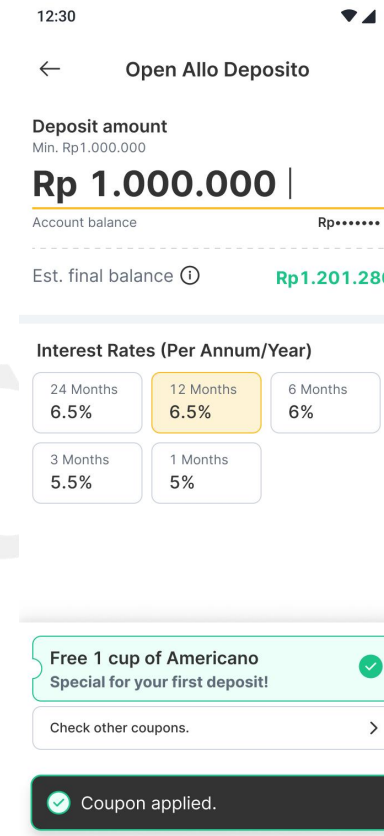 12:30
Open Allo Deposito
Deposit amount
Min. Rp1.000.000
Rp 1.000.000
Account balance Rp•••••••
Est. final balance Rp1.201.280
Interest Rates (Per Annum/Year)
24 Months 12 Months 6 Months
6.5% 6.5% 6%
3 Months 1 Months
5.5% 5%
Free 1 cup of Americano
Special for your first deposit!
Check other coupons.
Coupon applied.